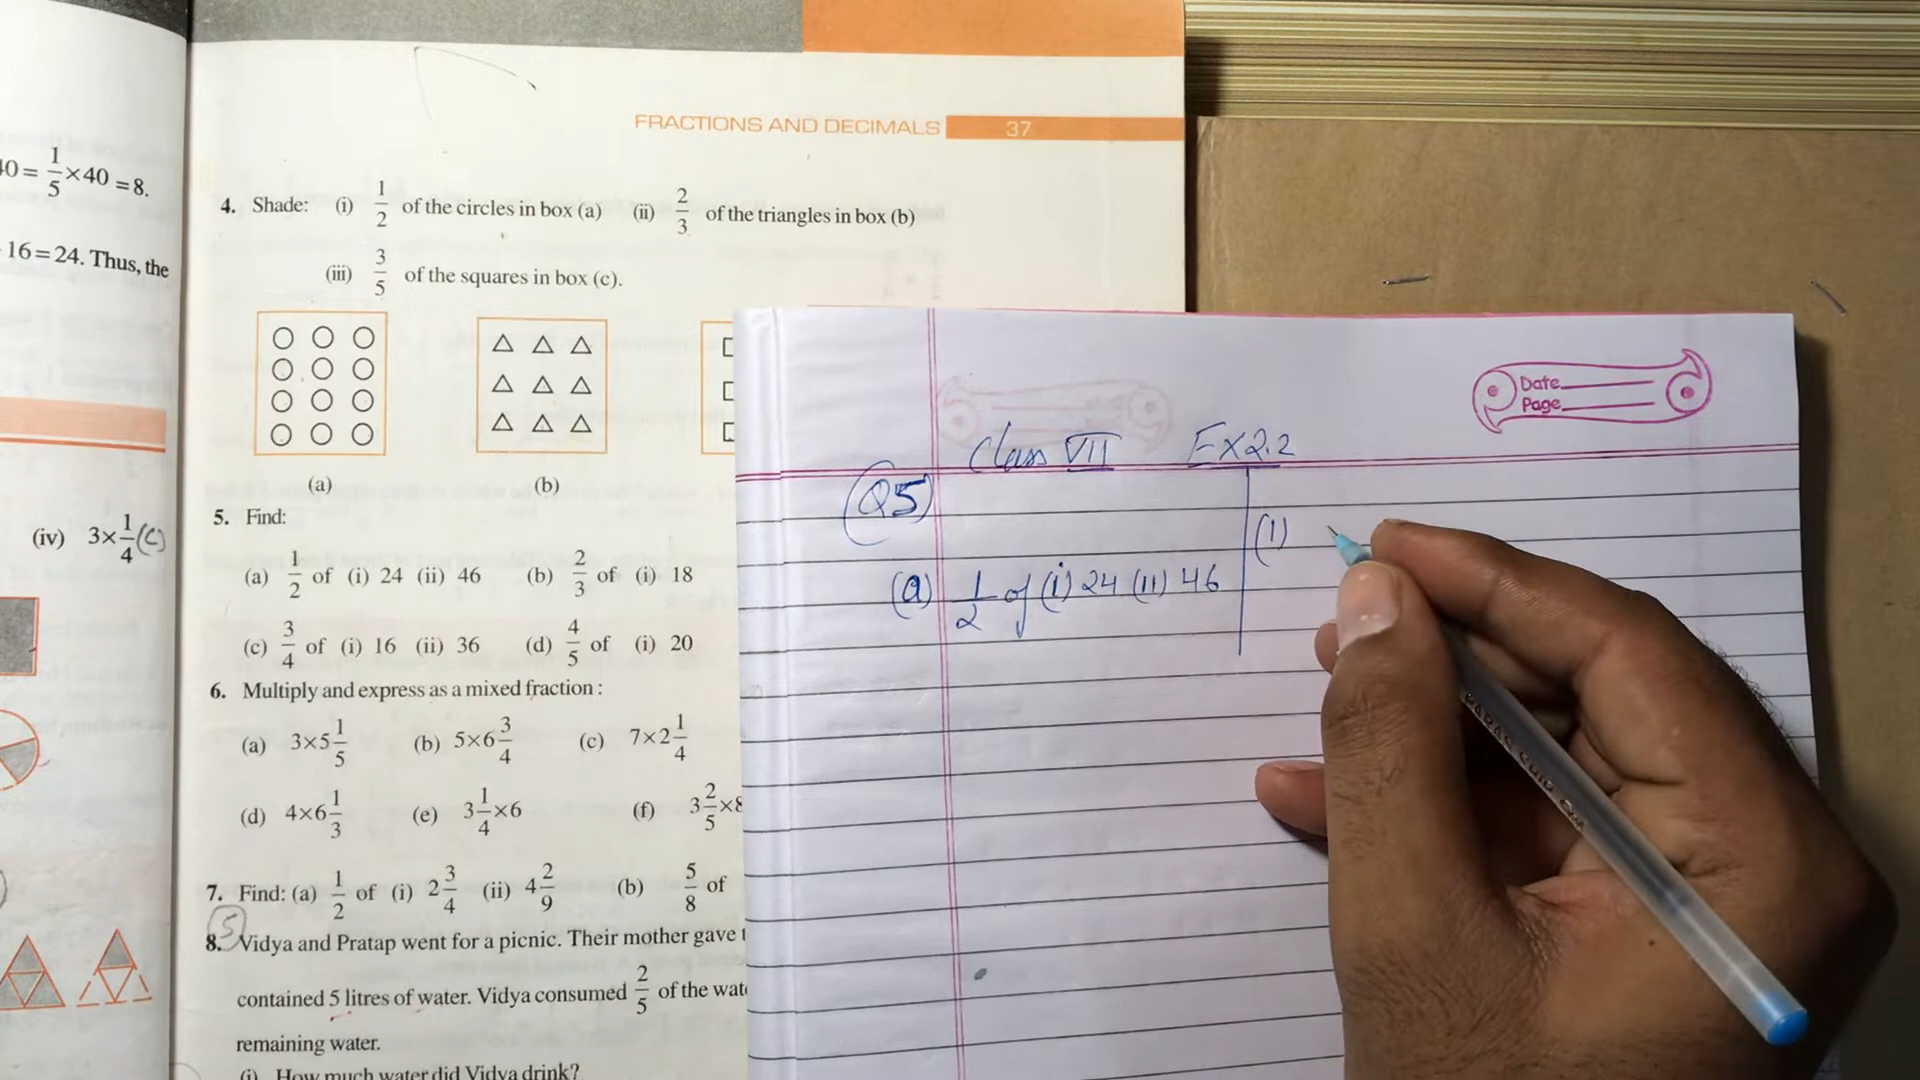 FRACTIONS AND DECIMALS 37
40 = 1/5 × 40 = 8.
16 = 24. Thus, the
(iv) 3 × 1/4 (c)
4. Shade: (i) 1/2 of the circles in box (a) (ii) 2/3 of the triangles in box (b)
(iii) 3/5 of the squares in box (c).
(a) (b)
5. Find:
(a) 1/2 of (i) 24 (ii) 46 (b) 2/3 of (i) 18
(c) 3/4 of (i) 16 (ii) 36 (d) 4/5 of (i) 20
6. Multiply and express as a mixed fraction :
(a) 3×5 1/5 (b) 5×6 3/4 (c) 7×2 1/4
(d) 4×6 1/3 (e) 3 1/4 ×6 (f) 3 2/5 ×8
7. Find: (a) 1/2 of (i) 2 3/4 (ii) 4 2/9 (b) 5/8 of
5
8. Vidya and Pratap went for a picnic. Their mother gave
contained 5 litres of water. Vidya consumed 2/5 of the
remaining water.
(i) How much water did Vidya drink?
Date
Page
Class VII EX 2.2
Q5)
(a) 1/2 of (i) 24 (ii) 46
(i)